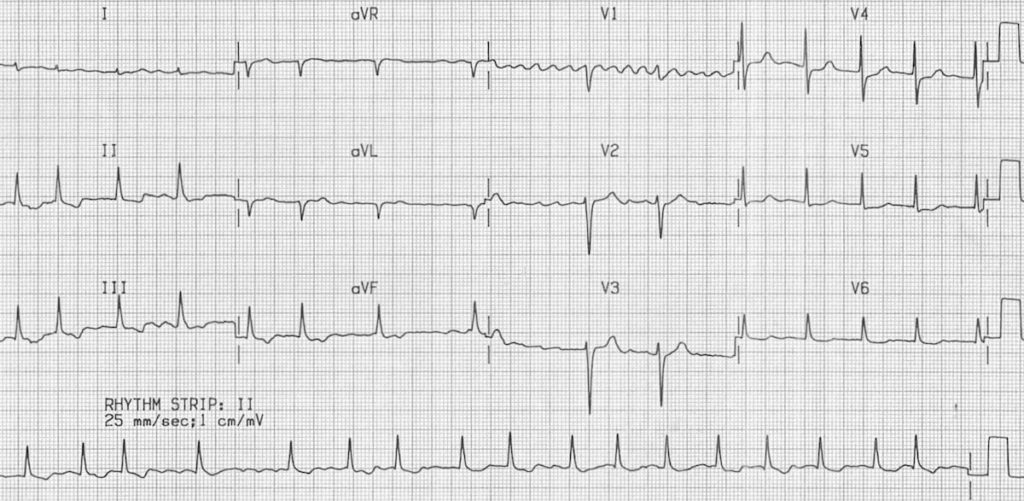 I aVR V1 V4
II aVL V2 V5
III aVF V3 V6
RHYTHM STRIP: II
25 mm/sec;1 cm/mV